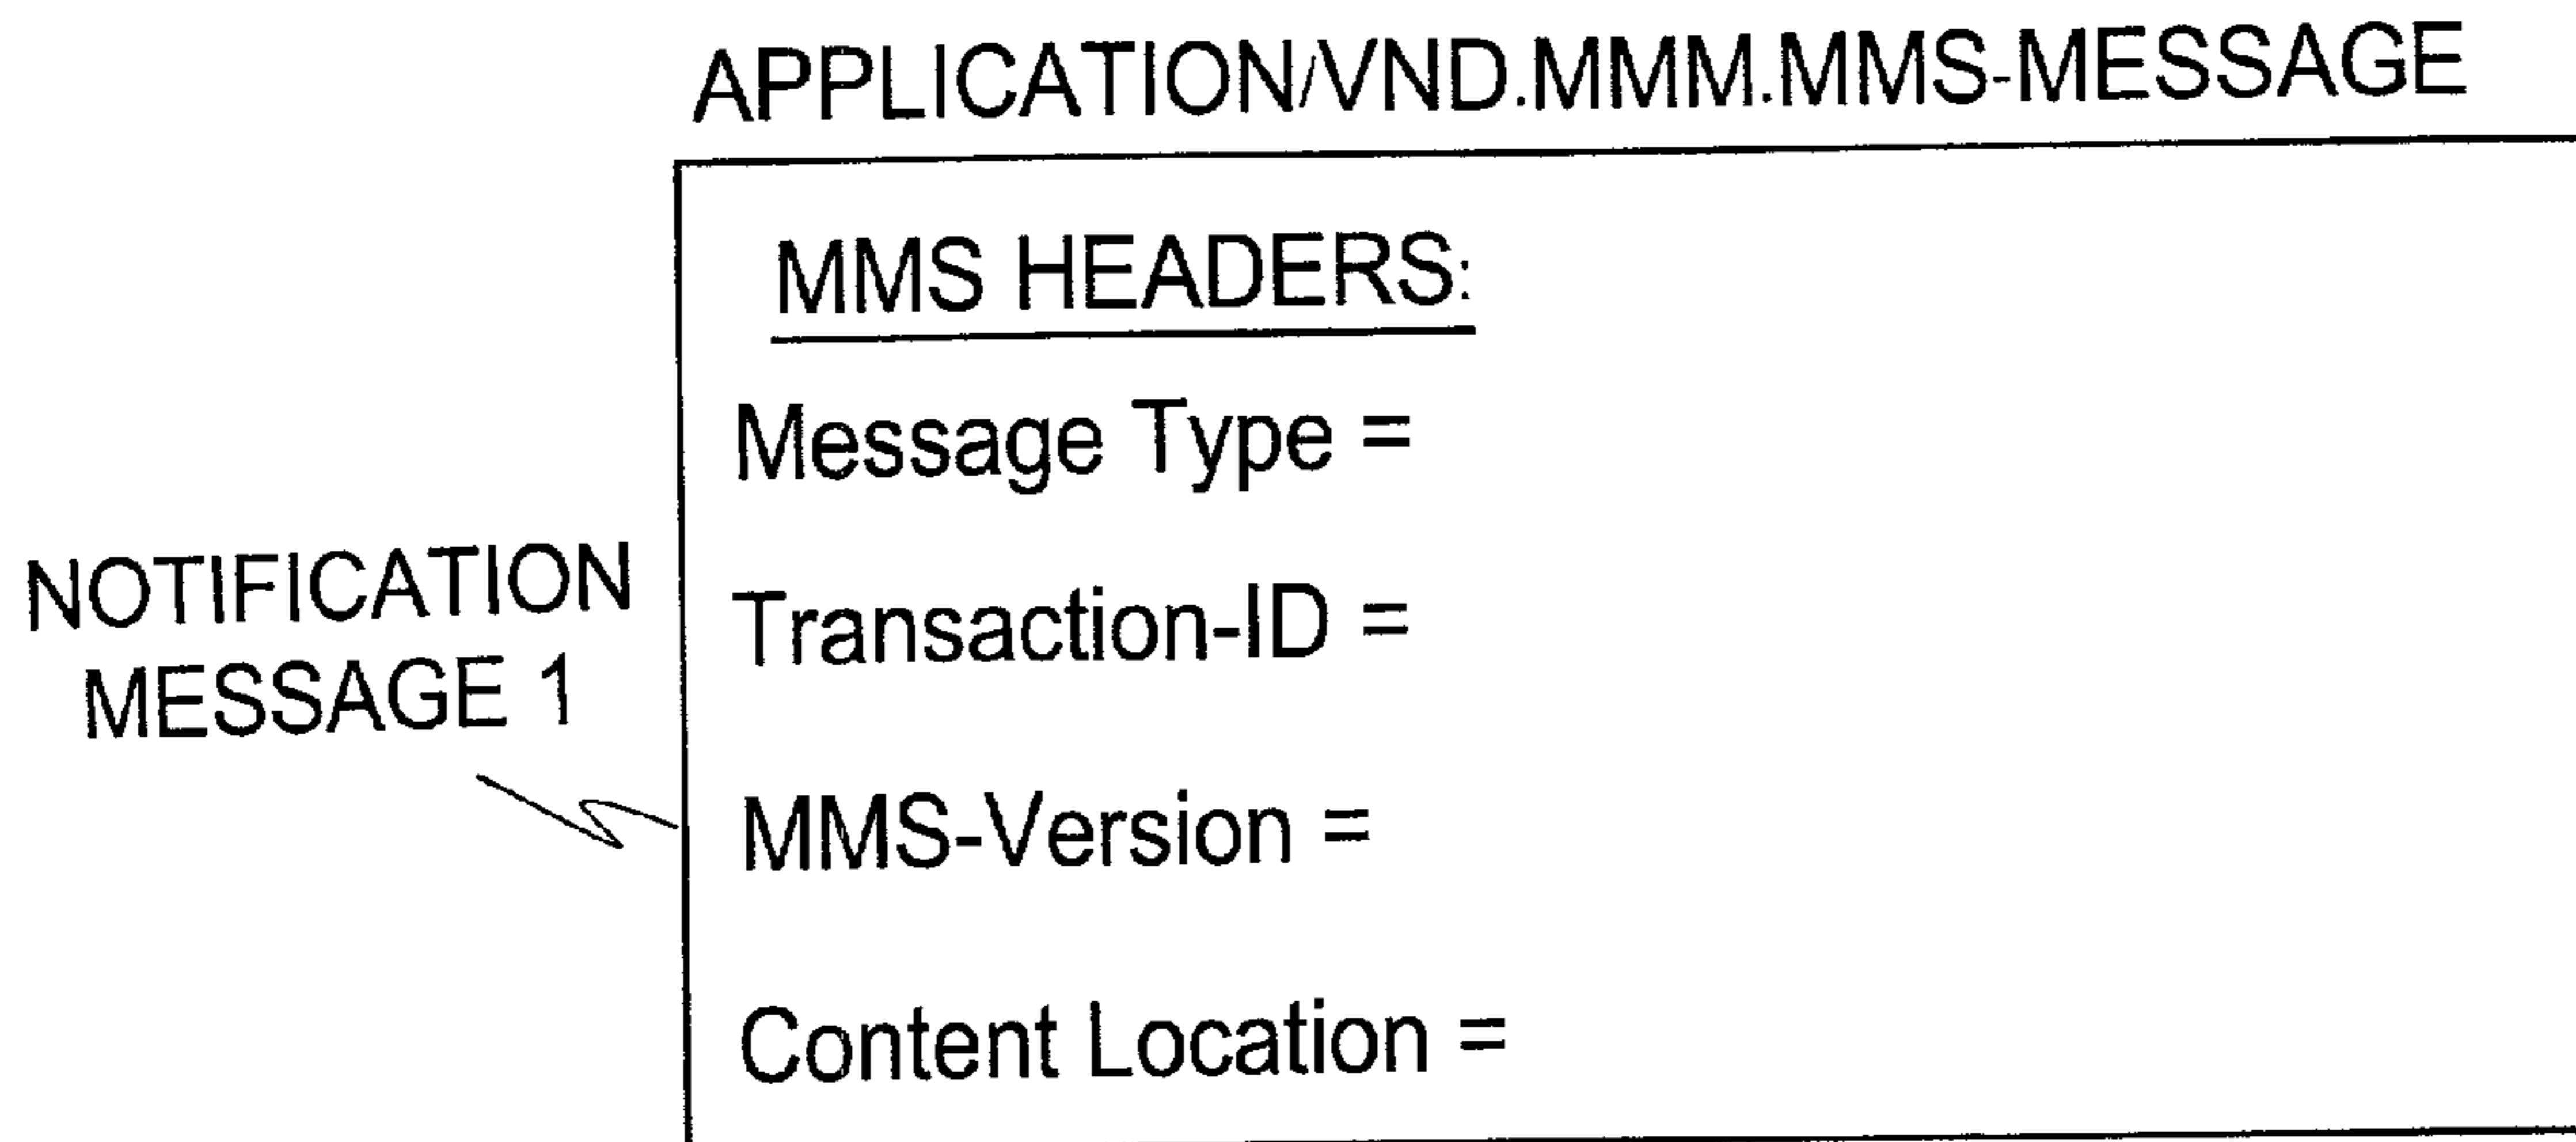 APPLICATION/VND.MMM.MMS-MESSAGE
MMS HEADERS:
Message Type =
NOTIFICATION
MESSAGE 1
Transaction-ID =
MMS-Version =
Content Location =